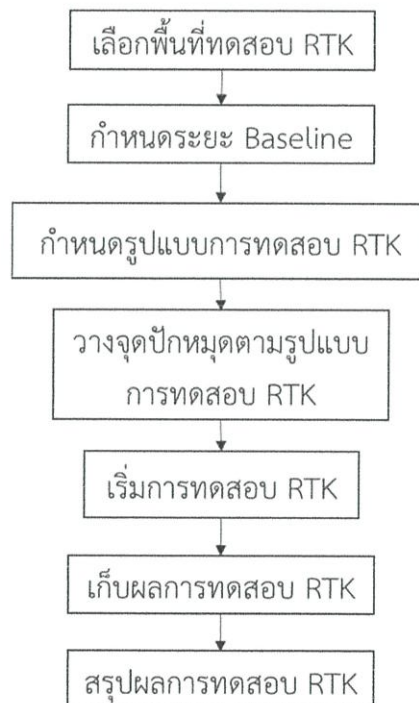 เลือกพื้นที่ทดสอบ RTK
กำหนดระยะ Baseline
กำหนดรูปแบบการทดสอบ RTK
วางจุดปักหมุดตามรูปแบบ
การทดสอบ RTK
เริ่มการทดสอบ RTK
เก็บผลการทดสอบ RTK
สรุปผลการทดสอบ RTK